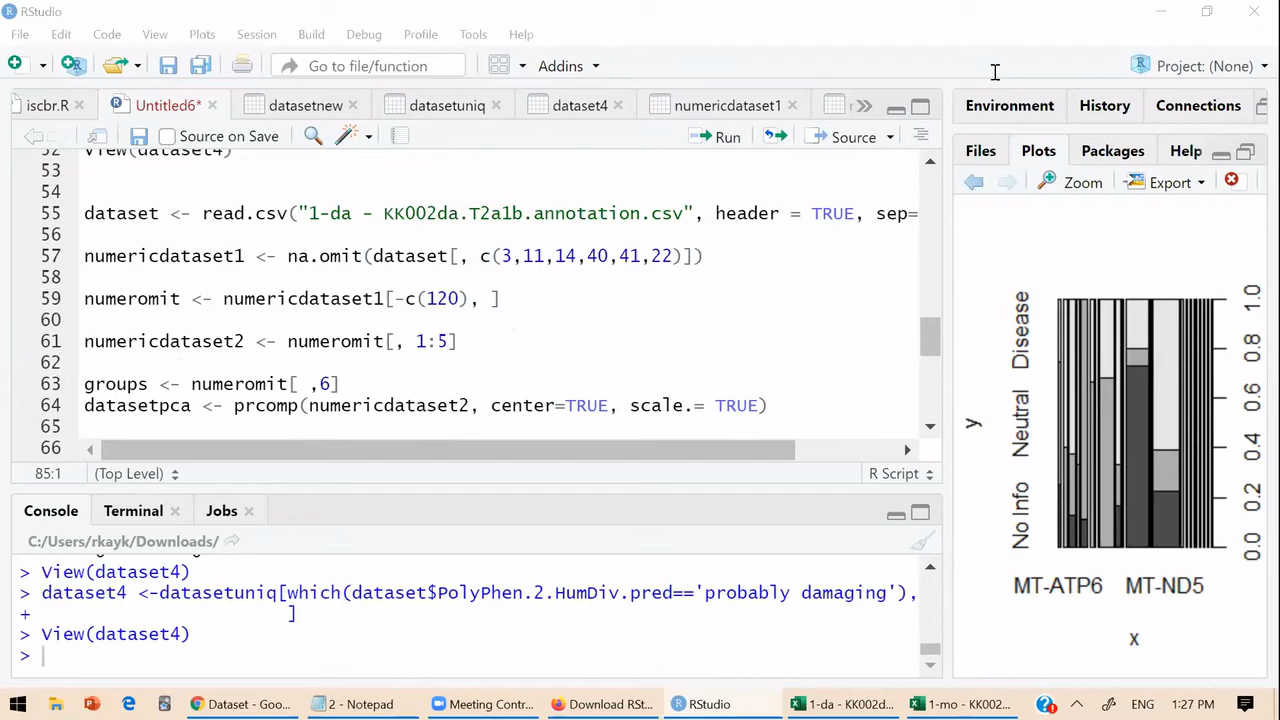 RStudio
File Edit Code View Plots Session Build Debug Profile Tools Help
Go to file/function Addins Project: (None)
iscbr.R Untitled6* datasetnew datasetuniq dataset4 numericdataset1
Environment History Connections
Source on Save Run Source
Files Plots Packages Help
Zoom Export
52 View(dataset4)
53
54
55 dataset <- read.csv("1-da - KK002da.T2a1b.annotation.csv", header = TRUE, sep=
56
57 numericdataset1 <- na.omit(dataset[, c(3,11,14,40,41,22)])
58
59 numeromit <- numericdataset1[-c(120), ]
60
61 numericdataset2 <- numeromit[, 1:5]
62
63 groups <- numeromit[ ,6]
64 datasetpca <- prcomp(numericdataset2, center=TRUE, scale.= TRUE)
65
66
85:1 (Top Level) R Script
Console Terminal Jobs
C:/Users/rkayk/Downloads/
> View(dataset4)
> dataset4 <-datasetuniq[which(dataset$PolyPhen.2.HumDiv.pred=='probably damaging'),
+ ]
> View(dataset4)
>
y
No Info Neutral Disease
0.0 0.2 0.4 0.6 0.8 1.0
MT-ATP6 MT-ND5
x
Dataset - Goo... 2 - Notepad Meeting Contr... Download RSt... RStudio 1-da - KK002d... 1-mo - KK002... ENG 1:27 PM